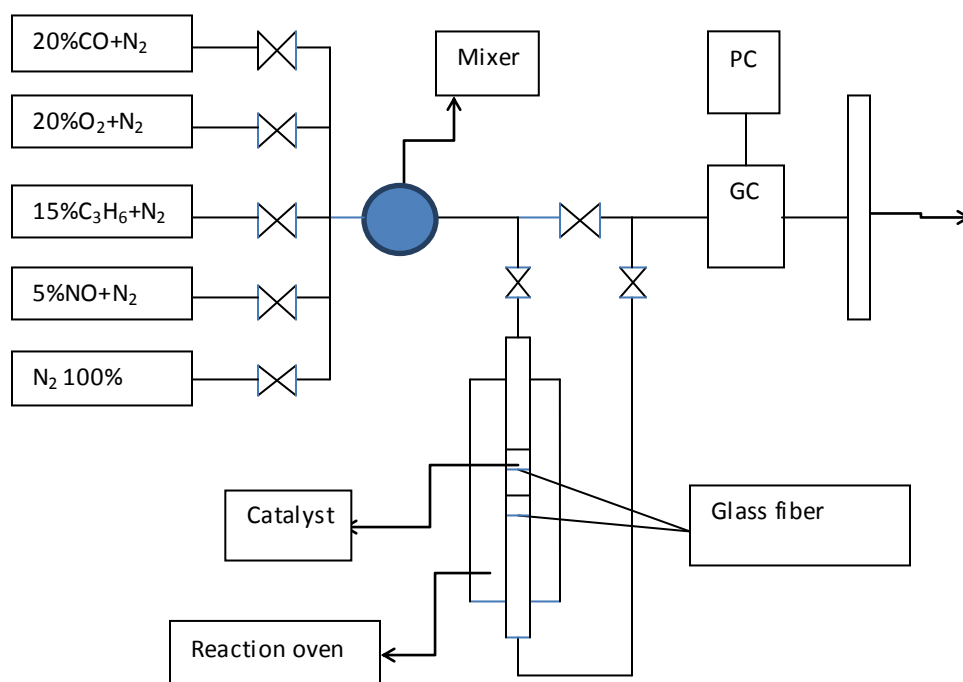 20%CO+N₂
20%O₂+N₂
15%C₃H₆+N₂
5%NO+N₂
N₂ 100%
Mixer
PC
GC
Catalyst
Glass fiber
Reaction oven